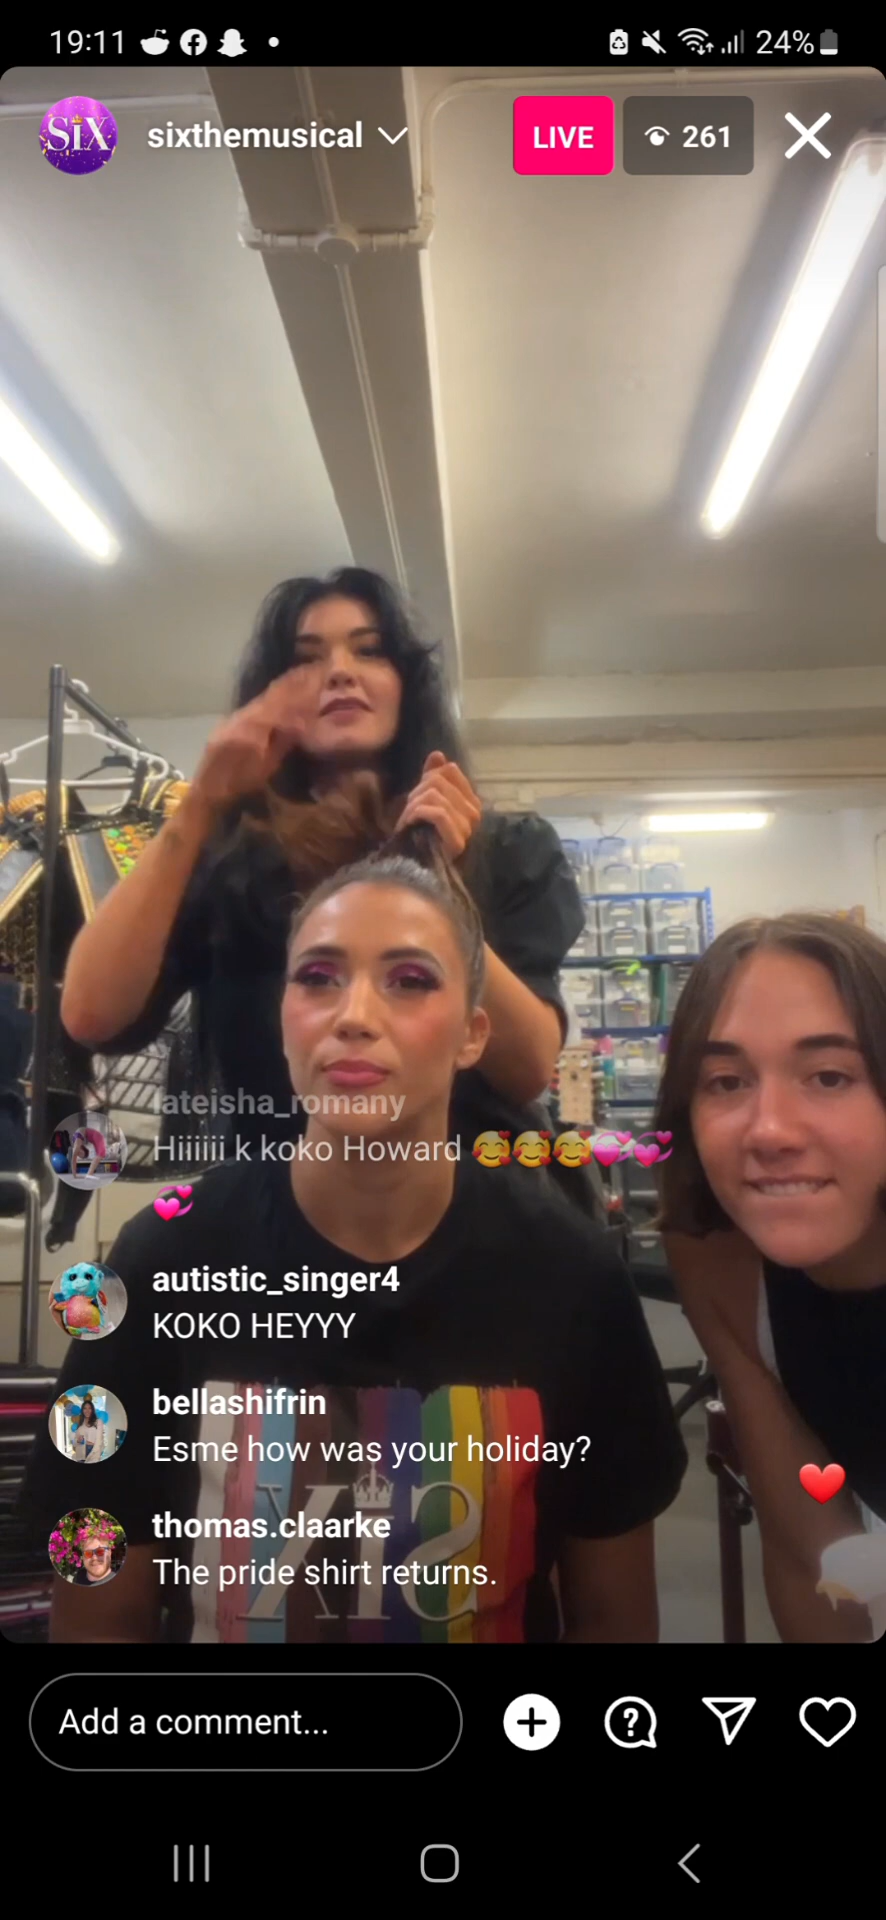 19:11
24%
SiX
sixthemusical
LIVE
261
lateisha_romany
Hiiiiii k koko Howard 🥰🥰🥰💞💞
💞
autistic_singer4
KOKO HEYYY
bellashifrin
Esme how was your holiday?
thomas.claarke
The pride shirt returns.
SiX
Add a comment...